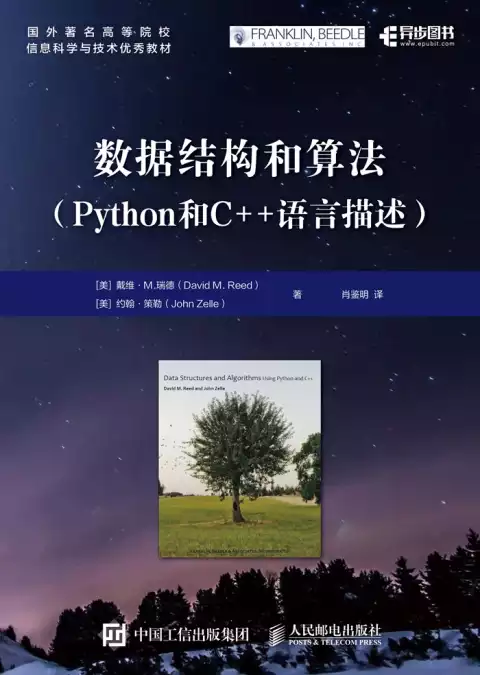 国外著名高等院校
信息科学与技术优秀教材
FRANKLIN, BEEDLE
& ASSOCIATES INC
异步图书
www.epubit.com
数据结构和算法
（Python和C++语言描述）
[美] 戴维·M.瑞德（David M. Reed）
[美] 约翰·策勒（John Zelle）
著
肖鉴明 译
Data Structures and Algorithms Using Python and C++
David M. Reed and John Zelle
中国工信出版集团
人民邮电出版社
POSTS & TELECOM PRESS